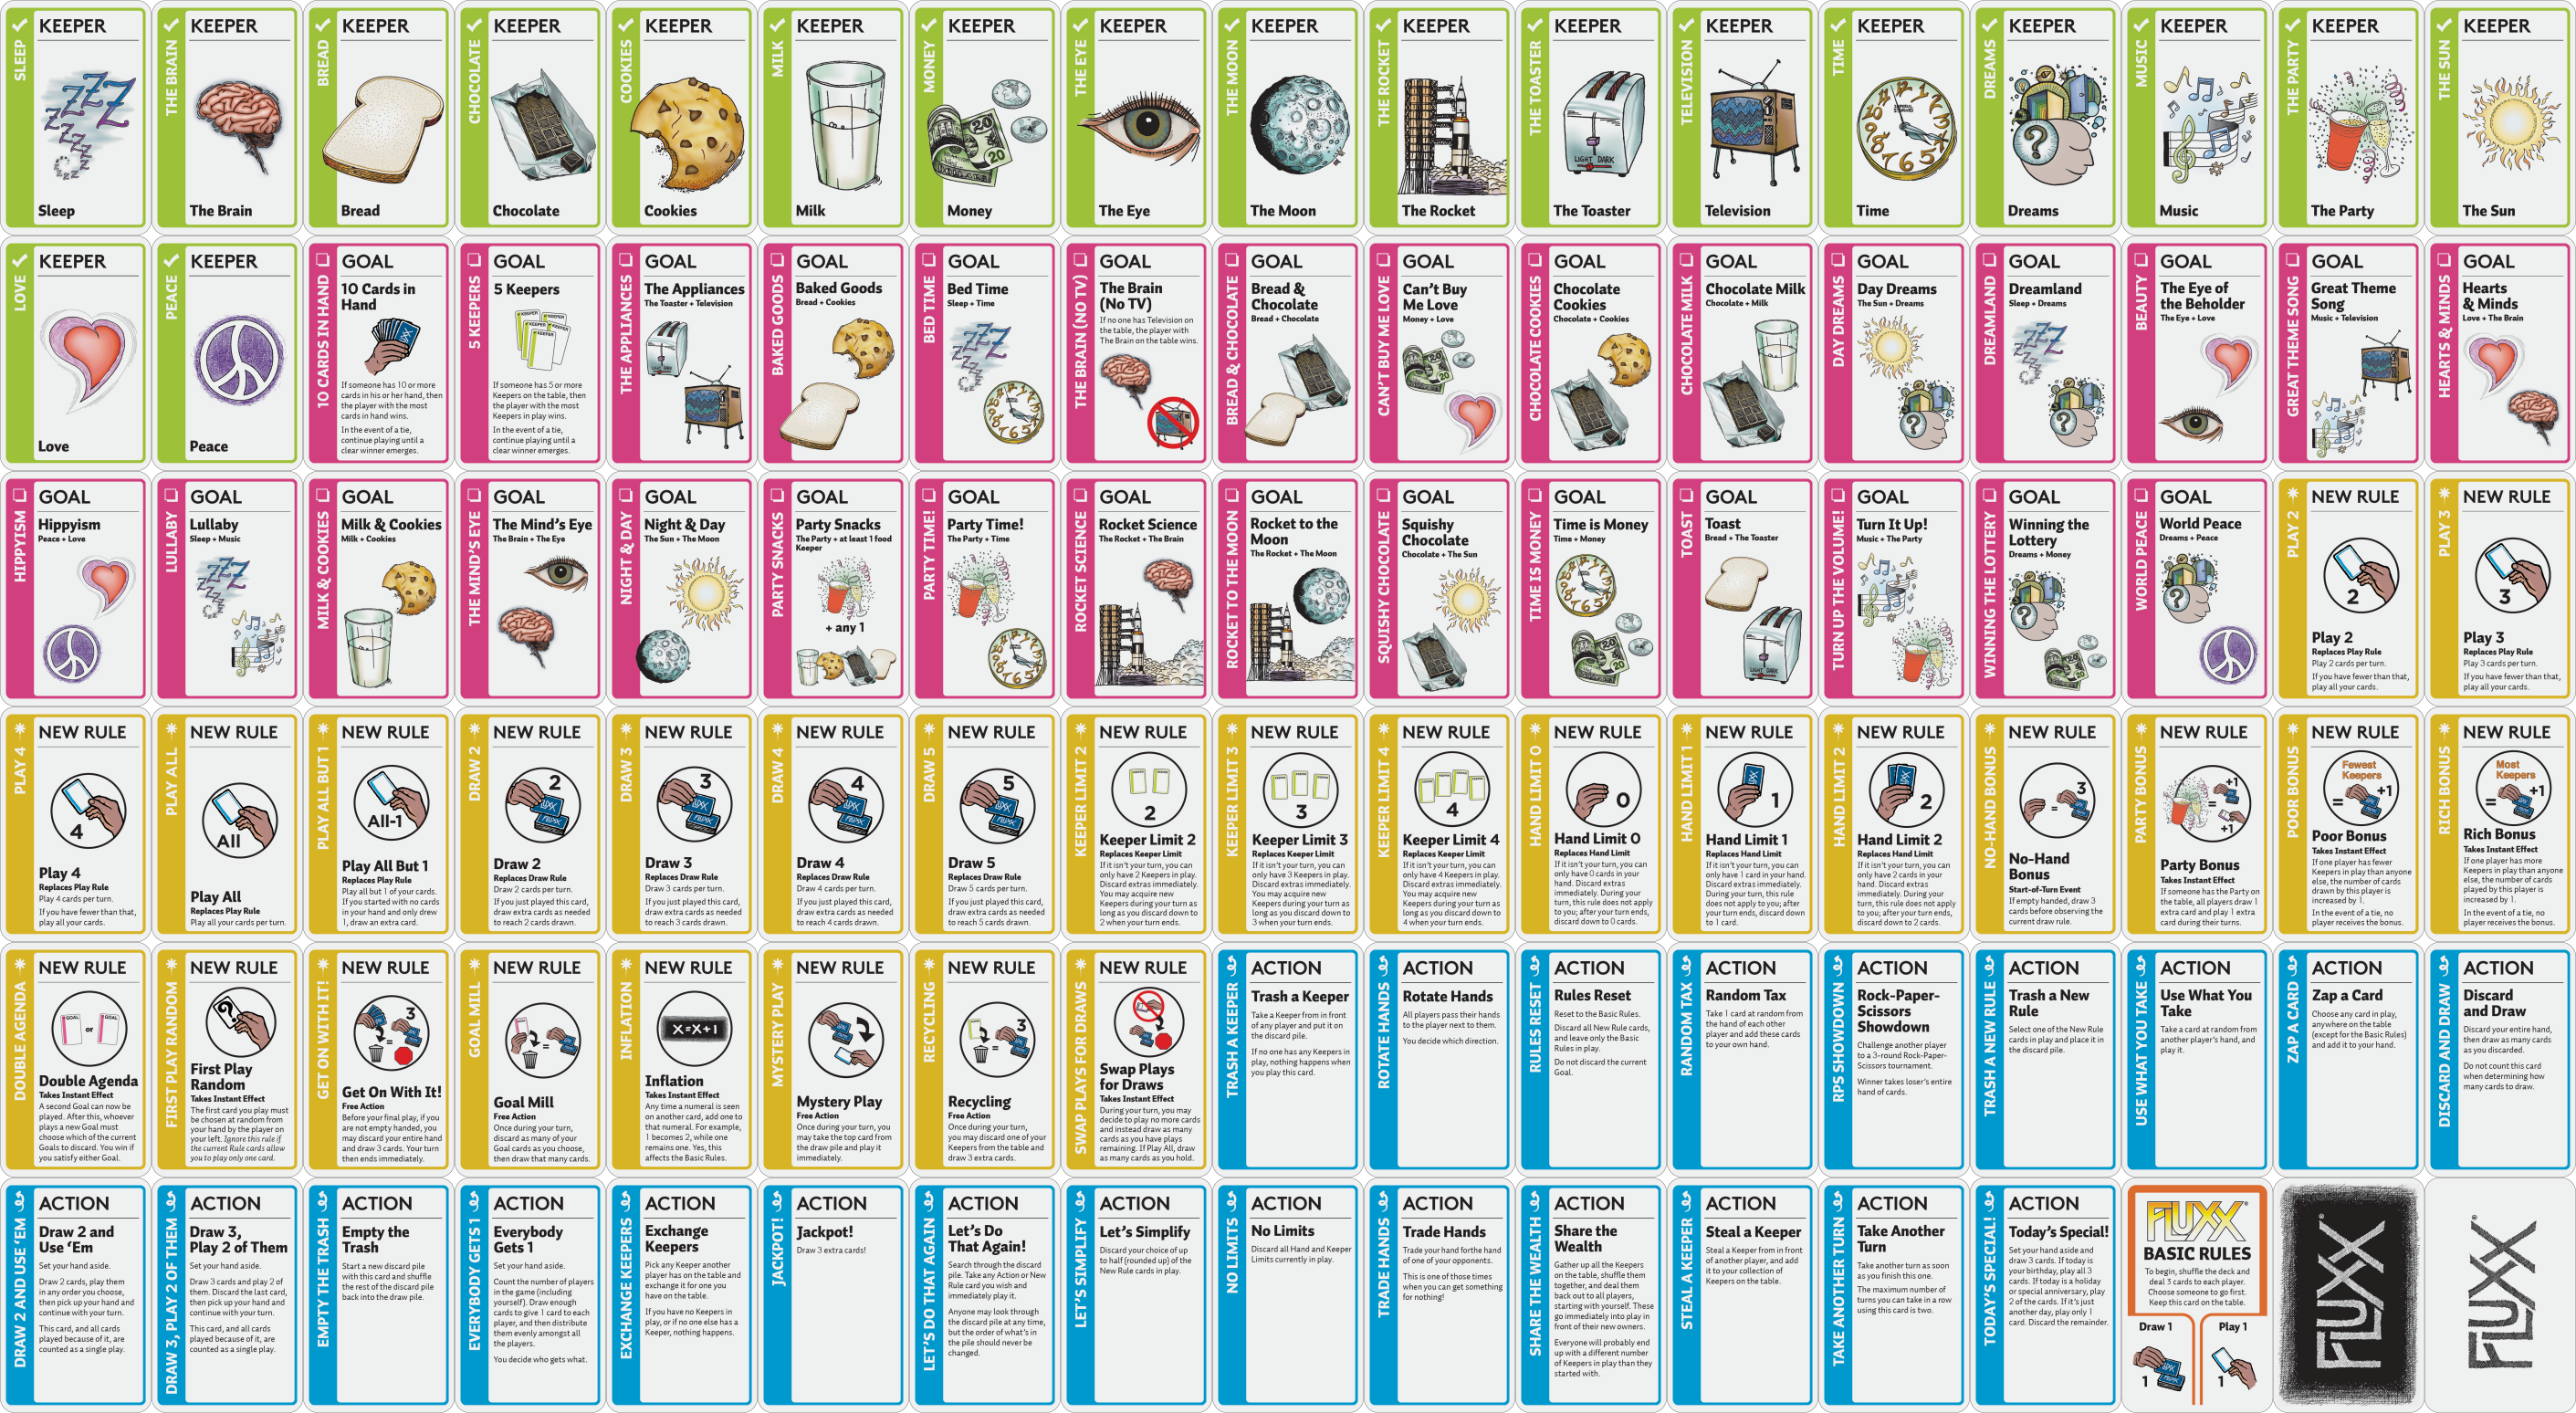 SLEEP
KEEPER
Sleep
THE BRAIN
KEEPER
The Brain
BREAD
KEEPER
Bread
CHOCOLATE
KEEPER
Chocolate
COOKIES
KEEPER
Cookies
MILK
KEEPER
Milk
MONEY
KEEPER
Money
THE EYE
KEEPER
The Eye
THE MOON
KEEPER
The Moon
THE ROCKET
KEEPER
The Rocket
THE TOASTER
KEEPER
LIGHT DARK
The Toaster
TELEVISION
KEEPER
Television
TIME
KEEPER
Time
DREAMS
KEEPER
?
Dreams
MUSIC
KEEPER
Music
THE PARTY
KEEPER
The Party
THE SUN
KEEPER
The Sun
LOVE
KEEPER
Love
PEACE
KEEPER
Peace
10 CARDS IN HAND
GOAL
10 Cards in
Hand
If someone has 10 or more
cards in his or her hand, then
the player with the most
cards in hand wins.
In the event of a tie,
continue playing until a
clear winner emerges.
5 KEEPERS
GOAL
5 Keepers
If someone has 5 or more
Keepers on the table, then
the player with the most
Keepers in play wins.
In the event of a tie,
continue playing until a
clear winner emerges.
THE APPLIANCES
GOAL
The Appliances
The Toaster + Television
BAKED GOODS
GOAL
Baked Goods
Bread + Cookies
BED TIME
GOAL
Bed Time
Sleep + Time
THE BRAIN (NO TV)
GOAL
The Brain
(No TV)
If no one has Television on
the table, the player with
The Brain on the table wins.
BREAD & CHOCOLATE
GOAL
Bread &
Chocolate
Bread + Chocolate
CAN'T BUY ME LOVE
GOAL
Can't Buy
Me Love
Money + Love
CHOCOLATE COOKIES
GOAL
Chocolate
Cookies
Chocolate + Cookies
CHOCOLATE MILK
GOAL
Chocolate Milk
Chocolate + Milk
DAY DREAMS
GOAL
Day Dreams
The Sun + Dreams
DREAMLAND
GOAL
Dreamland
Sleep + Dreams
BEAUTY
GOAL
The Eye of
the Beholder
The Eye + Love
GREAT THEME SONG
GOAL
Great Theme
Song
Music + Television
HEARTS & MINDS
GOAL
Hearts
& Minds
Love + The Brain
HIPPYISM
GOAL
Hippyism
Peace + Love
LULLABY
GOAL
Lullaby
Sleep + Music
MILK & COOKIES
GOAL
Milk & Cookies
Milk + Cookies
THE MIND'S EYE
GOAL
The Mind's Eye
The Brain + The Eye
NIGHT & DAY
GOAL
Night & Day
The Sun + The Moon
PARTY SNACKS
GOAL
Party Snacks
The Party + at least 1 food
Keeper
+ any 1
PARTY TIME!
GOAL
Party Time!
The Party + Time
ROCKET SCIENCE
GOAL
Rocket Science
The Rocket + The Brain
ROCKET TO THE MOON
GOAL
Rocket to the
Moon
The Rocket + The Moon
SQUISHY CHOCOLATE
GOAL
Squishy
Chocolate
Chocolate + The Sun
TIME IS MONEY
GOAL
Time is Money
Time + Money
TOAST
GOAL
Toast
Bread + The Toaster
TURN UP THE VOLUME!
GOAL
Turn It Up!
Music + The Party
WINNING THE LOTTERY
GOAL
Winning the
Lottery
Dreams + Money
WORLD PEACE
GOAL
World Peace
Dreams + Peace
PLAY 2
NEW RULE
2
Play 2
Replaces Play Rule
Play 2 cards per turn.
If you have fewer than that,
play all your cards.
PLAY 3
NEW RULE
3
Play 3
Replaces Play Rule
Play 3 cards per turn.
If you have fewer than that,
play all your cards.
PLAY 4
NEW RULE
4
Play 4
Replaces Play Rule
Play 4 cards per turn.
If you have fewer than that,
play all your cards.
PLAY ALL
NEW RULE
All
Play All
Replaces Play Rule
Play all your cards per turn.
PLAY ALL BUT 1
NEW RULE
All-1
Play All But 1
Replaces Play Rule
Play all but 1 of your cards.
If you started with no cards
in your hand and only drew
1, draw an extra card.
DRAW 2
NEW RULE
2
Draw 2
Replaces Draw Rule
Draw 2 cards per turn.
If you just played this card,
draw extra cards as needed
to reach 2 cards drawn.
DRAW 3
NEW RULE
3
Draw 3
Replaces Draw Rule
Draw 3 cards per turn.
If you just played this card,
draw extra cards as needed
to reach 3 cards drawn.
DRAW 4
NEW RULE
4
Draw 4
Replaces Draw Rule
Draw 4 cards per turn.
If you just played this card,
draw extra cards as needed
to reach 4 cards drawn.
DRAW 5
NEW RULE
5
Draw 5
Replaces Draw Rule
Draw 5 cards per turn.
If you just played this card,
draw extra cards as needed
to reach 5 cards drawn.
KEEPER LIMIT 2
NEW RULE
2
Keeper Limit 2
Replaces Keeper Limit
If it isn't your turn, you can
only have 2 Keepers in play.
Discard extras immediately.
You may acquire new
Keepers during your turn as
long as you discard down to
2 when your turn ends.
KEEPER LIMIT 3
NEW RULE
3
Keeper Limit 3
Replaces Keeper Limit
If it isn't your turn, you can
only have 3 Keepers in play.
Discard extras immediately.
You may acquire new
Keepers during your turn as
long as you discard down to
3 when your turn ends.
KEEPER LIMIT 4
NEW RULE
4
Keeper Limit 4
Replaces Keeper Limit
If it isn't your turn, you can
only have 4 Keepers in play.
Discard extras immediately.
You may acquire new
Keepers during your turn as
long as you discard down to
4 when your turn ends.
HAND LIMIT 0
NEW RULE
0
Hand Limit 0
Replaces Hand Limit
If it isn't your turn, you can
only have 0 cards in your
hand. Discard extras
immediately. During your
turn, this rule does not apply
to you; after your turn ends,
discard down to 0 cards.
HAND LIMIT 1
NEW RULE
1
Hand Limit 1
Replaces Hand Limit
If it isn't your turn, you can
only have 1 card in your hand.
Discard extras immediately.
During your turn, this rule
does not apply to you; after
your turn ends, discard down
to 1 card.
HAND LIMIT 2
NEW RULE
2
Hand Limit 2
Replaces Hand Limit
If it isn't your turn, you can
only have 2 cards in your
hand. Discard extras
immediately. During your
turn, this rule does not apply
to you; after your turn ends,
discard down to 2 cards.
NO-HAND BONUS
NEW RULE
= 3
No-Hand
Bonus
Start-of-Turn Event
If empty handed, draw 3
cards before observing the
current draw rule.
PARTY BONUS
NEW RULE
= +1
+1
Party Bonus
Takes Instant Effect
If someone has the Party on
the table, all players draw 1
extra card and play 1 extra
card during their turns.
POOR BONUS
NEW RULE
Fewest
Keepers
= +1
Poor Bonus
Takes Instant Effect
If one player has fewer
Keepers in play than anyone
else, the number of cards
drawn by this player is
increased by 1.
In the event of a tie, no
player receives the bonus.
RICH BONUS
NEW RULE
Most
Keepers
= +1
Rich Bonus
Takes Instant Effect
If one player has more
Keepers in play than anyone
else, the number of cards
played by this player is
increased by 1.
In the event of a tie, no
player receives the bonus.
DOUBLE AGENDA
NEW RULE
GOAL or GOAL
Double Agenda
Takes Instant Effect
A second Goal can now be
played. After this, whoever
plays a new Goal must
choose which of the current
Goals to discard. You win if
you satisfy either Goal.
FIRST PLAY RANDOM
NEW RULE
?
First Play
Random
Takes Instant Effect
The first card you play must
be chosen at random from
your hand by the player on
your left. Ignore this rule if
the current Rule cards allow
you to play only one card.
GET ON WITH IT!
NEW RULE
3
=
Get On With It!
Free Action
Before your final play, if you
are not empty handed, you
may discard your entire hand
and draw 3 cards. Your turn
then ends immediately.
GOAL MILL
NEW RULE
=
Goal Mill
Free Action
Once during your turn,
discard as many of your
Goal cards as you choose,
then draw that many cards.
INFLATION
NEW RULE
X=X+1
Inflation
Takes Instant Effect
Any time a numeral is seen
on another card, add one to
that numeral. For example,
1 becomes 2, while one
remains one. Yes, this
affects the Basic Rules.
MYSTERY PLAY
NEW RULE
Mystery Play
Free Action
Once during your turn, you
may take the top card from
the draw pile and play it
immediately.
RECYCLING
NEW RULE
3
=
Recycling
Free Action
Once during your turn,
you may discard one of your
Keepers from the table and
draw 3 extra cards.
SWAP PLAYS FOR DRAWS
NEW RULE
Swap Plays
for Draws
Takes Instant Effect
During your turn, you may
decide to play no more cards
and instead draw as many
cards as you have plays
remaining. If Play All, draw
as many cards as you hold.
TRASH A KEEPER
ACTION
Trash a Keeper
Take a Keeper from in front
of any player and put it on
the discard pile.
If no one has any Keepers in
play, nothing happens when
you play this card.
ROTATE HANDS
ACTION
Rotate Hands
All players pass their hands
to the player next to them.
You decide which direction.
RULES RESET
ACTION
Rules Reset
Reset to the Basic Rules.
Discard all New Rule cards,
and leave only the Basic
Rules in play.
Do not discard the current
Goal.
RANDOM TAX
ACTION
Random Tax
Take 1 card at random from
the hand of each other
player and add these cards
to your own hand.
RPS SHOWDOWN
ACTION
Rock-Paper-
Scissors
Showdown
Challenge another player
to a 3-round Rock-Paper-
Scissors tournament.
Winner takes loser's entire
hand of cards.
TRASH A NEW RULE
ACTION
Trash a New
Rule
Select one of the New Rule
cards in play and place it in
the discard pile.
USE WHAT YOU TAKE
ACTION
Use What You
Take
Take a card at random from
another player's hand, and
play it.
ZAP A CARD
ACTION
Zap a Card
Choose any card in play,
anywhere on the table
(except for the Basic Rules)
and add it to your hand.
DISCARD AND DRAW
ACTION
Discard
and Draw
Discard your entire hand,
then draw as many cards
as you discarded.
Do not count this card
when determining how
many cards to draw.
DRAW 2 AND USE 'EM
ACTION
Draw 2 and
Use 'Em
Set your hand aside.
Draw 2 cards, play them
in any order you choose,
then pick up your hand and
continue with your turn.
This card, and all cards
played because of it, are
counted as a single play.
DRAW 3, PLAY 2 OF THEM
ACTION
Draw 3,
Play 2 of Them
Set your hand aside.
Draw 3 cards and play 2 of
them. Discard the last card,
then pick up your hand and
continue with your turn.
This card, and all cards
played because of it, are
counted as a single play.
EMPTY THE TRASH
ACTION
Empty the
Trash
Start a new discard pile
with this card and shuffle
the rest of the discard pile
back into the draw pile.
EVERYBODY GETS 1
ACTION
Everybody
Gets 1
Set your hand aside.
Count the number of players
in the game (including
yourself). Draw enough
cards to give 1 card to each
player, and then distribute
them evenly amongst all
the players.
You decide who gets what.
EXCHANGE KEEPERS
ACTION
Exchange
Keepers
Pick any Keeper another
player has on the table and
exchange it for one you
have on the table.
If you have no Keepers in
play, or if no one else has a
Keeper, nothing happens.
JACKPOT!
ACTION
Jackpot!
Draw 3 extra cards!
LET'S DO THAT AGAIN
ACTION
Let's Do
That Again!
Search through the discard
pile. Take any Action or New
Rule card you wish and
immediately play it.
Anyone may look through
the discard pile at any time,
but the order of what's in
the pile should never be
changed.
LET'S SIMPLIFY
ACTION
Let's Simplify
Discard your choice of up
to half (rounded up) of the
New Rule cards in play.
NO LIMITS
ACTION
No Limits
Discard all Hand and Keeper
Limits currently in play.
TRADE HANDS
ACTION
Trade Hands
Trade your hand forthe hand
of one of your opponents.
This is one of those times
when you can get something
for nothing!
SHARE THE WEALTH
ACTION
Share the
Wealth
Gather up all the Keepers
on the table, shuffle them
together, and deal them
back out to all players,
starting with yourself. These
go immediately into play in
front of their new owners.
Everyone will probably end
up with a different number
of Keepers in play than they
started with.
STEAL A KEEPER
ACTION
Steal a Keeper
Steal a Keeper from in front
of another player, and add
it to your collection of
Keepers on the table.
TAKE ANOTHER TURN
ACTION
Take Another
Turn
Take another turn as soon
as you finish this one.
The maximum number of
turns you can take in a row
using this card is two.
TODAY'S SPECIAL!
ACTION
Today's Special!
Set your hand aside and
draw 3 cards. If today is
your birthday, play all 3
cards. If today is a holiday
or special anniversary, play
2 of the cards. If it's just
another day, play only 1
card. Discard the remainder.
FLUXX
BASIC RULES
To begin, shuffle the deck and
deal 3 cards to each player.
Choose someone to go first.
Keep this card on the table.
Draw 1
1
Play 1
1
FLUXX
FLUXX